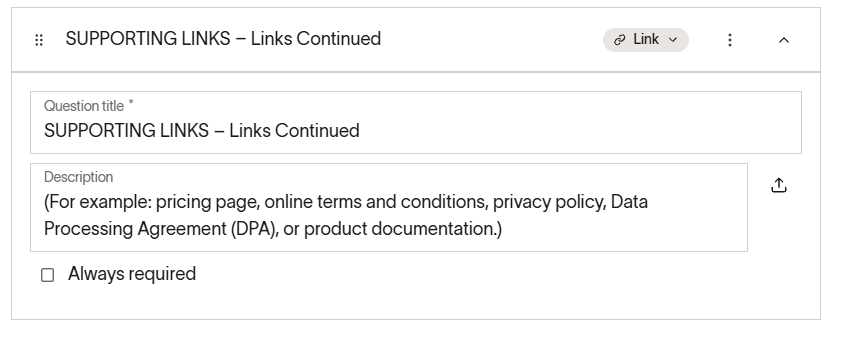 SUPPORTING LINKS – Links Continued
Link
Question title *
SUPPORTING LINKS – Links Continued
Description
(For example: pricing page, online terms and conditions, privacy policy, Data
Processing Agreement (DPA), or product documentation.)
Always required